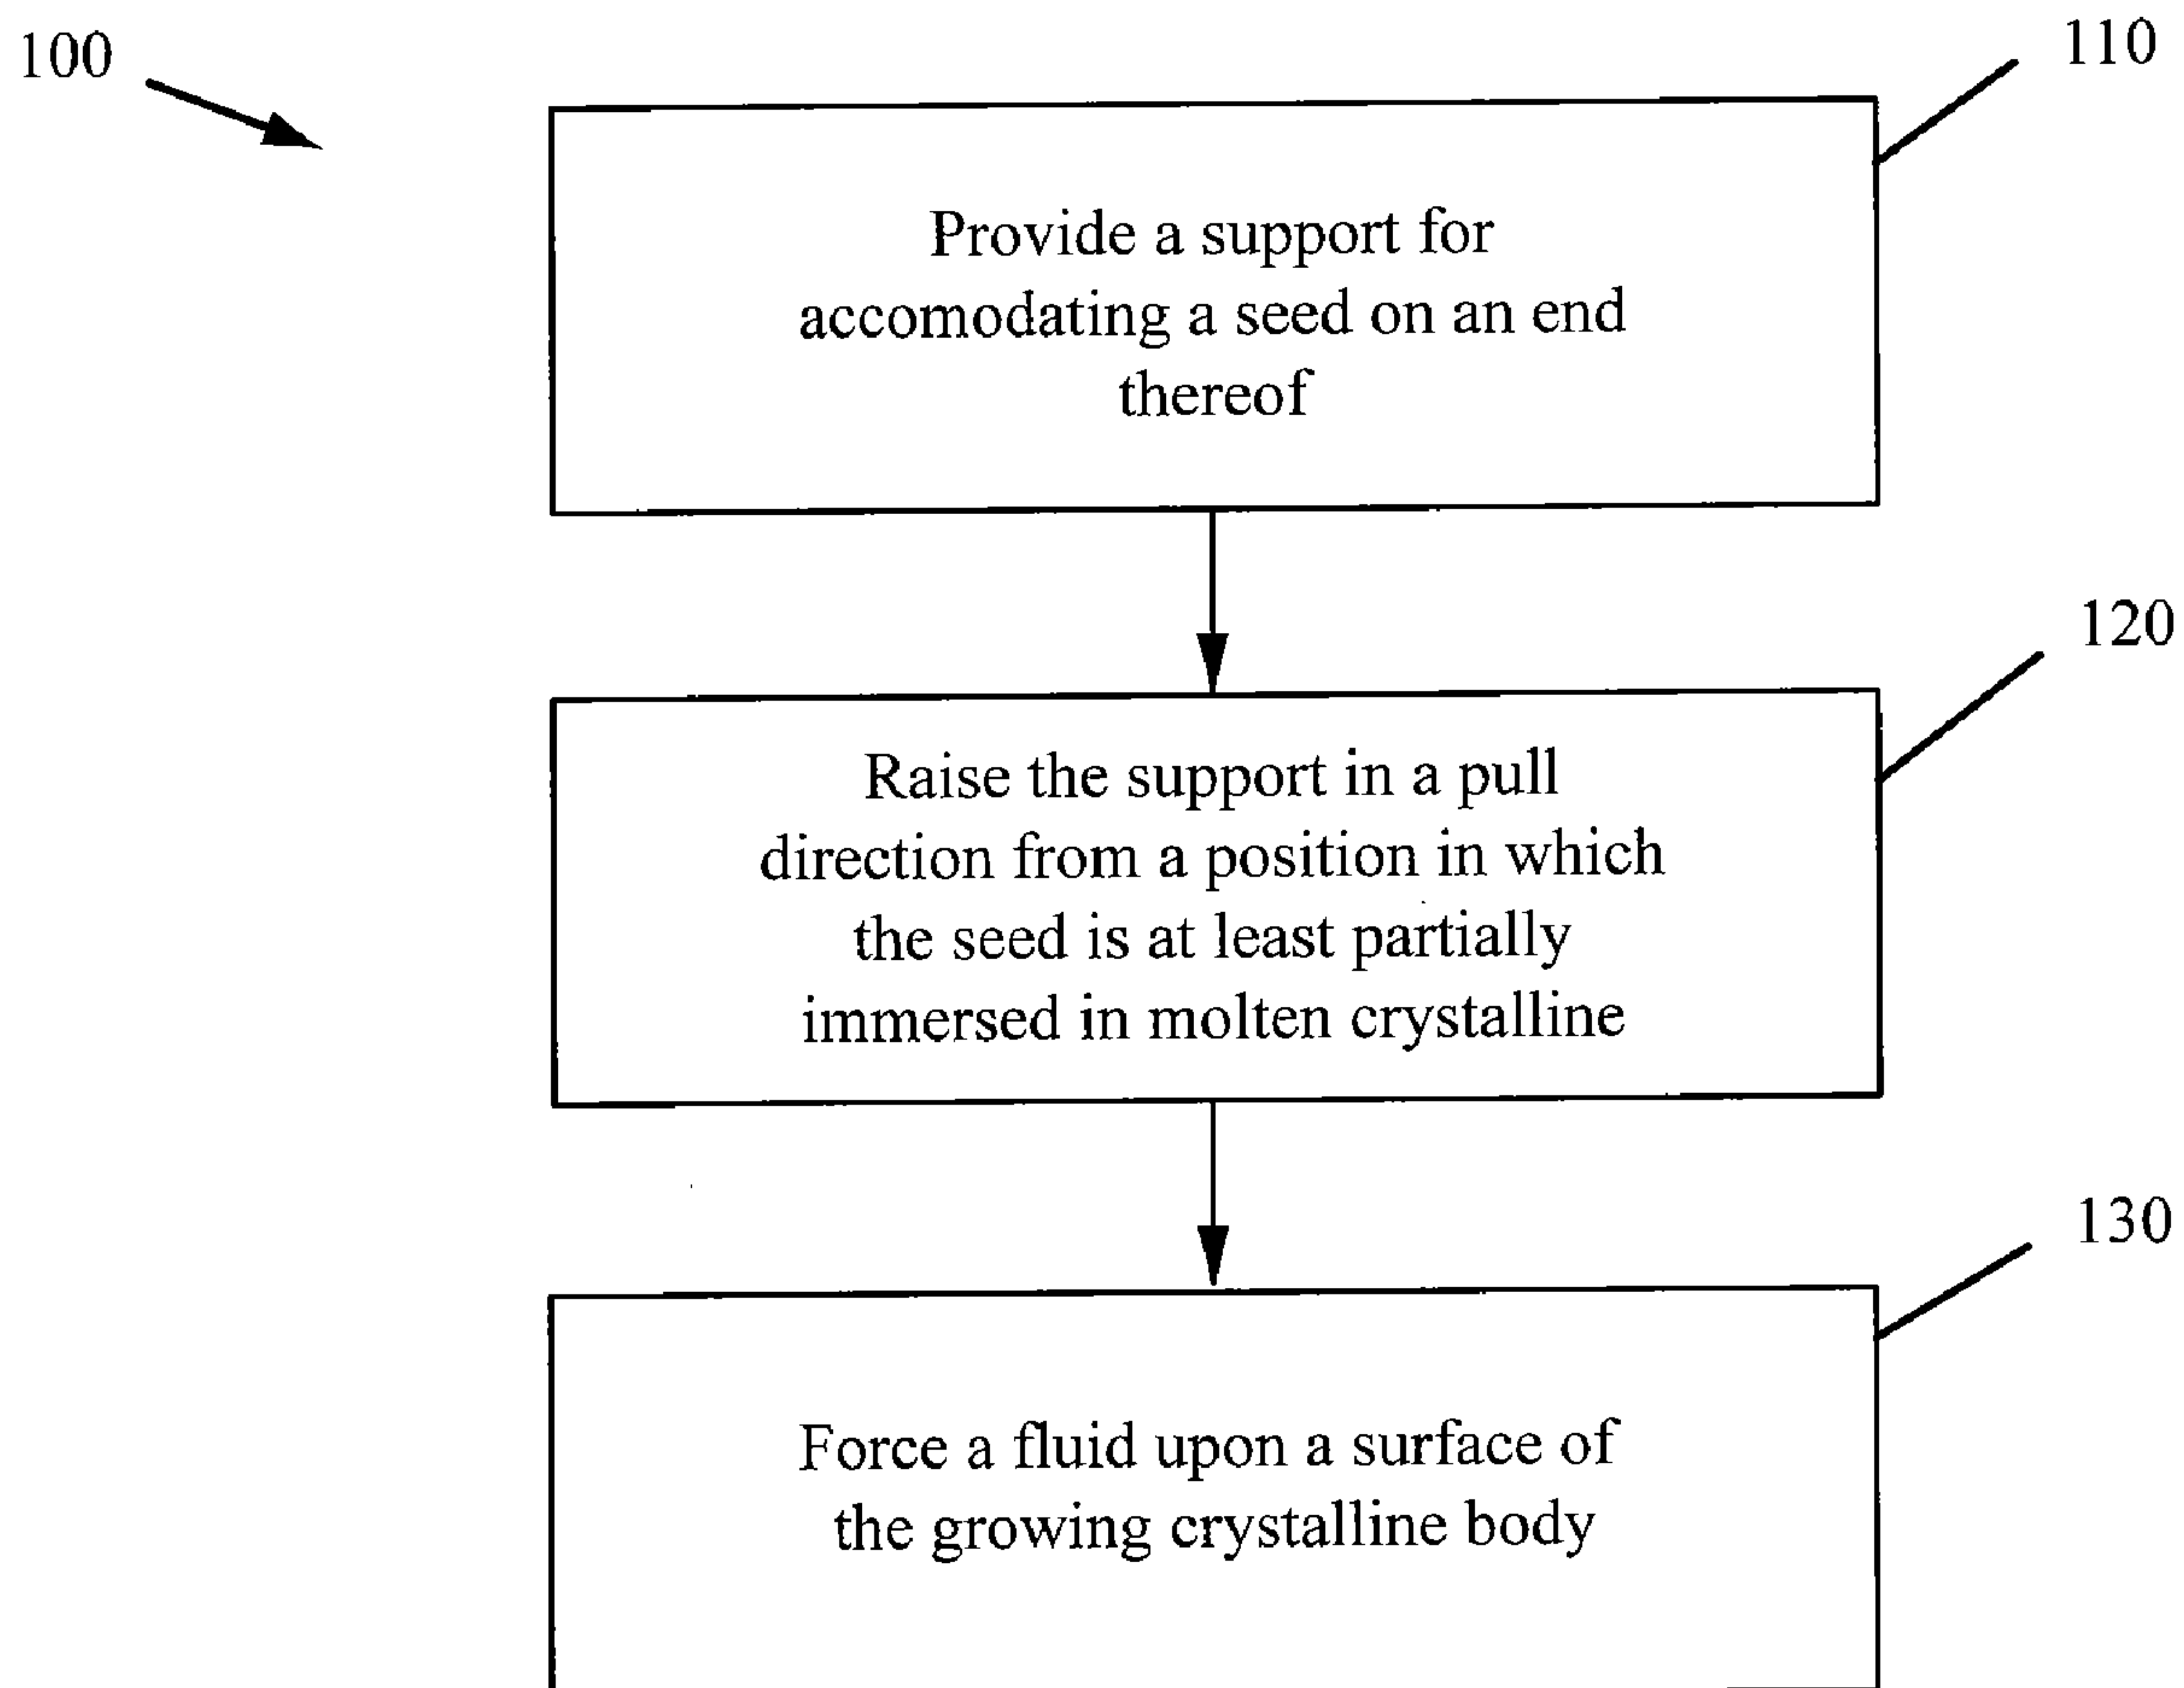 100
110
Provide a support for
accomodating a seed on an end
thereof
120
Raise the support in a pull
direction from a position in which
the seed is at least partially
immersed in molten crystalline
130
Force a fluid upon a surface of
the growing crystalline body